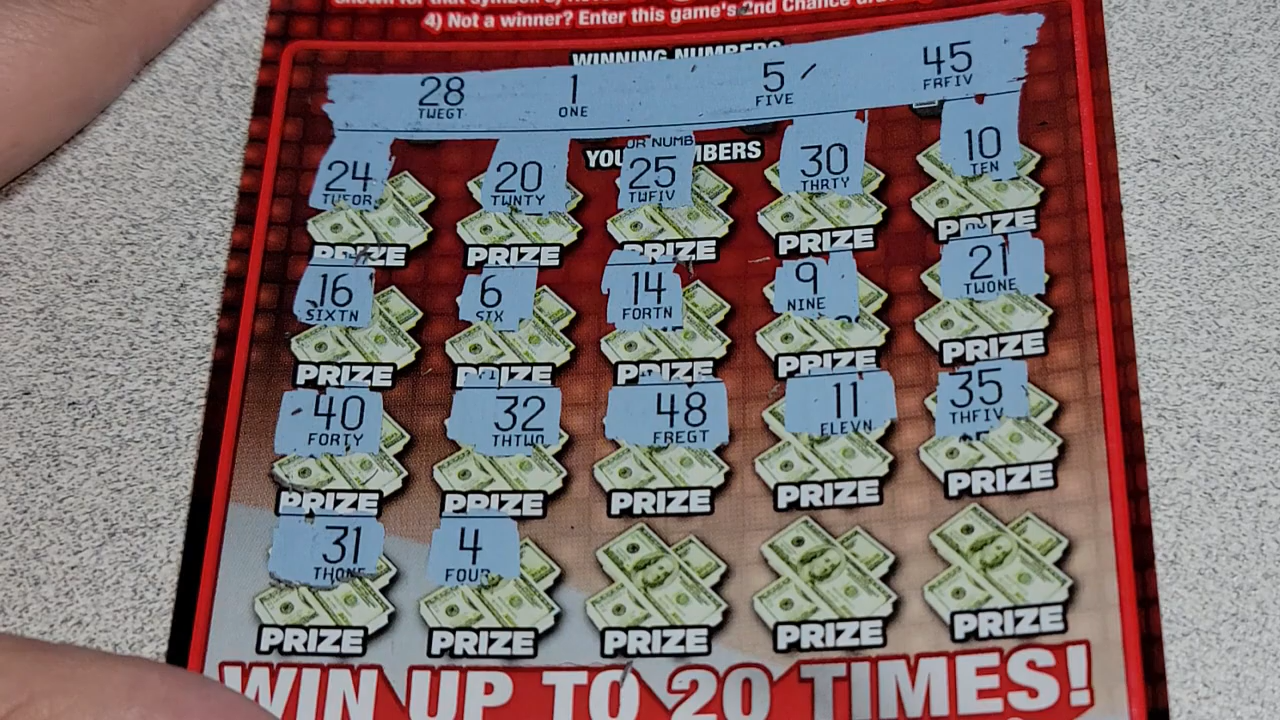 4) Not a winner? Enter this game's 2nd Chance
WINNING NUMBERS
28 1 5 45
TWEGT ONE FIVE FRFIV
YOUR NUMBERS
24 20 25 30 10
TWFOR TWNTY TWFIV THRTY TEN
PRIZE PRIZE PRIZE PRIZE PRIZE
16 6 14 9 21
SIXTN SIX FORTN NINE TWONE
PRIZE PRIZE PRIZE PRIZE PRIZE
40 32 48 11 35
FORTY THTWO FREGT ELEVN THFIV
PRIZE PRIZE PRIZE PRIZE PRIZE
31 4
THONE FOUR
PRIZE PRIZE PRIZE PRIZE PRIZE
WIN UP TO 20 TIMES!